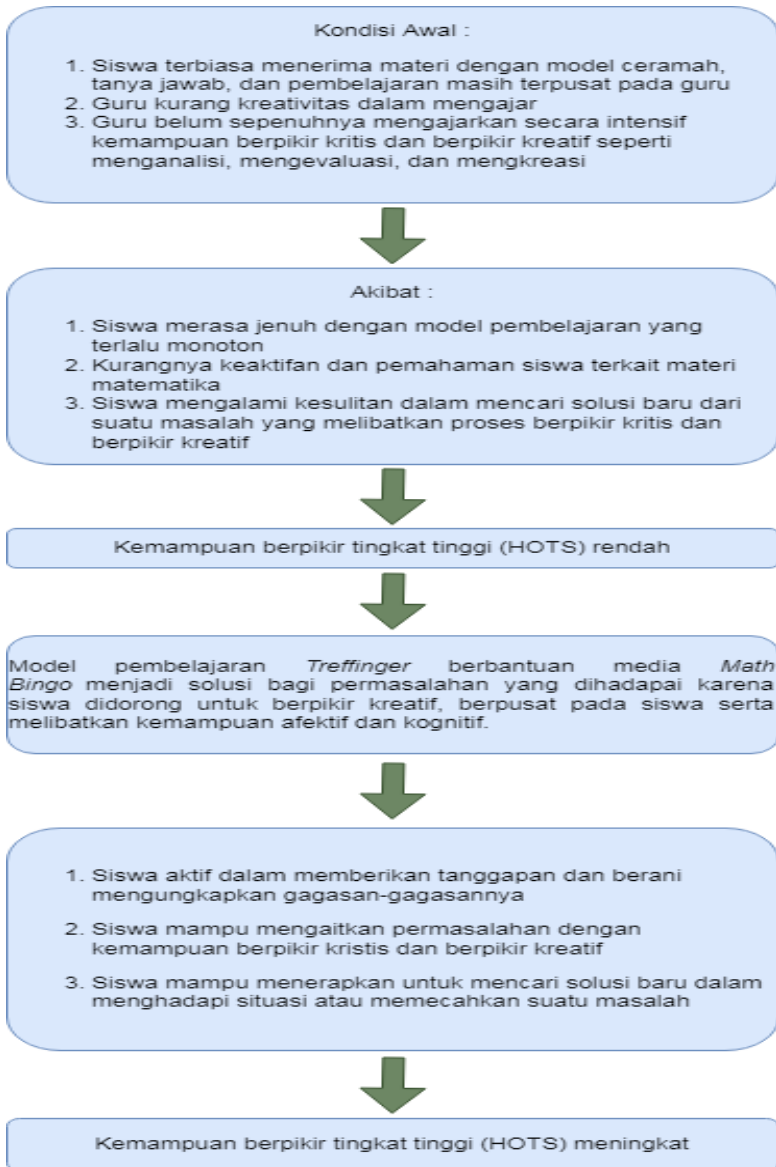 Kondisi Awal :
1. Siswa terbiasa menerima materi dengan model ceramah,
tanya jawab, dan pembelajaran masih terpusat pada guru
2. Guru kurang kreativitas dalam mengajar
3. Guru belum sepenuhnya mengajarkan secara intensif
kemampuan berpikir kritis dan berpikir kreatif seperti
menganalisi, mengevaluasi, dan mengkreasi
Akibat :
1. Siswa merasa jenuh dengan model pembelajaran yang
terlalu monoton
2. Kurangnya keaktifan dan pemahaman siswa terkait materi
matematika
3. Siswa mengalami kesulitan dalam mencari solusi baru dari
suatu masalah yang melibatkan proses berpikir kritis dan
berpikir kreatif
Kemampuan berpikir tingkat tinggi (HOTS) rendah
Model pembelajaran Treffinger berbantuan media Math
Bingo menjadi solusi bagi permasalahan yang dihadapai karena
siswa didorong untuk berpikir kreatif, berpusat pada siswa serta
melibatkan kemampuan afektif dan kognitif.
1. Siswa aktif dalam memberikan tanggapan dan berani
mengungkapkan gagasan-gagasannya
2. Siswa mampu mengaitkan permasalahan dengan
kemampuan berpikir kristis dan berpikir kreatif
3. Siswa mampu menerapkan untuk mencari solusi baru dalam
menghadapi situasi atau memecahkan suatu masalah
Kemampuan berpikir tingkat tinggi (HOTS) meningkat